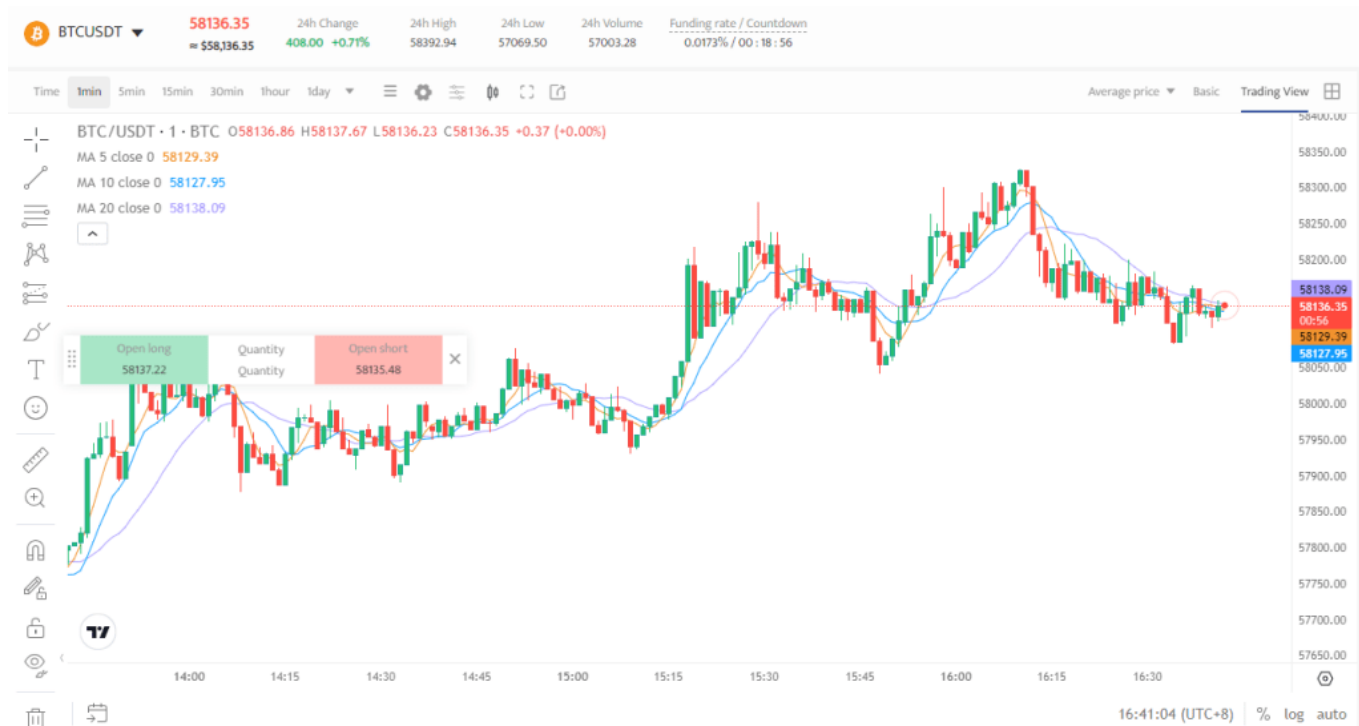 BTCUSDT
58136.35
≈ $58,136.35
24h Change
408.00 +0.71%
24h High
58392.94
24h Low
57069.50
24h Volume
57003.28
Funding rate / Countdown
0.0173% / 00 : 18 : 56
Time 1min 5min 15min 30min 1hour 1day
Average price Basic Trading View
BTC/USDT · 1 · BTC O58136.86 H58137.67 L58136.23 C58136.35 +0.37 (+0.00%)
MA 5 close 0 58129.39
MA 10 close 0 58127.95
MA 20 close 0 58138.09
Open long
58137.22
Quantity
Quantity
Open short
58135.48
58400.00
58350.00
58300.00
58250.00
58200.00
58138.09
58136.35
00:56
58129.39
58127.95
58050.00
58000.00
57950.00
57900.00
57850.00
57800.00
57750.00
57700.00
57650.00
14:00 14:15 14:30 14:45 15:00 15:15 15:30 15:45 16:00 16:15 16:30
16:41:04 (UTC+8) % log auto